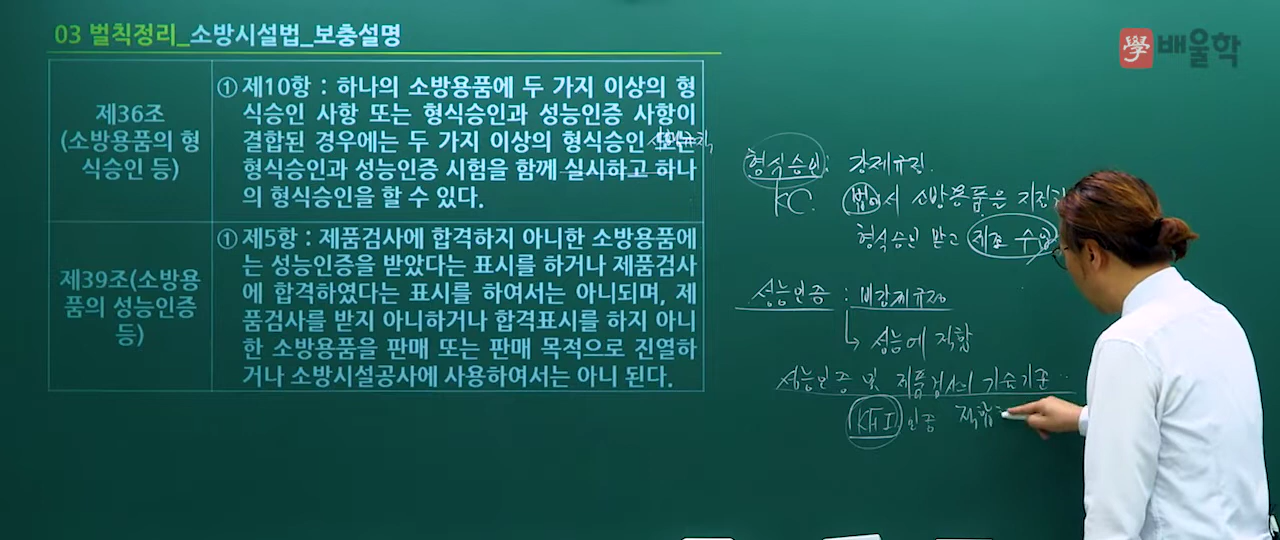 03 벌칙정리_소방시설법_보충설명
學 배울학
제36조
(소방용품의 형
식승인 등)
① 제10항 : 하나의 소방용품에 두 가지 이상의 형
식승인 사항 또는 형식승인과 성능인증 사항이
결합된 경우에는 두 가지 이상의 형식승인
형식승인과 성능인증 시험을 함께 실시하고 하나
의 형식승인을 할 수 있다.
제39조(소방용
품의 성능인증
등)
① 제5항 : 제품검사에 합격하지 아니한 소방용품에
는 성능인증을 받았다는 표시를 하거나 제품검사
에 합격하였다는 표시를 하여서는 아니되며, 제
품검사를 받지 아니하거나 합격표시를 하지 아니
한 소방용품을 판매 또는 판매 목적으로 진열하
거나 소방시설공사에 사용하여서는 아니 된다.
형식승인: 강제규정.
KC. 법에서 소방용품을 지정
형식승인 받고 제조 수입
성능인증 : 비강제규정
성능에 적합
성능인증 및 제품검사의 기술기준
KFI 인증 적합